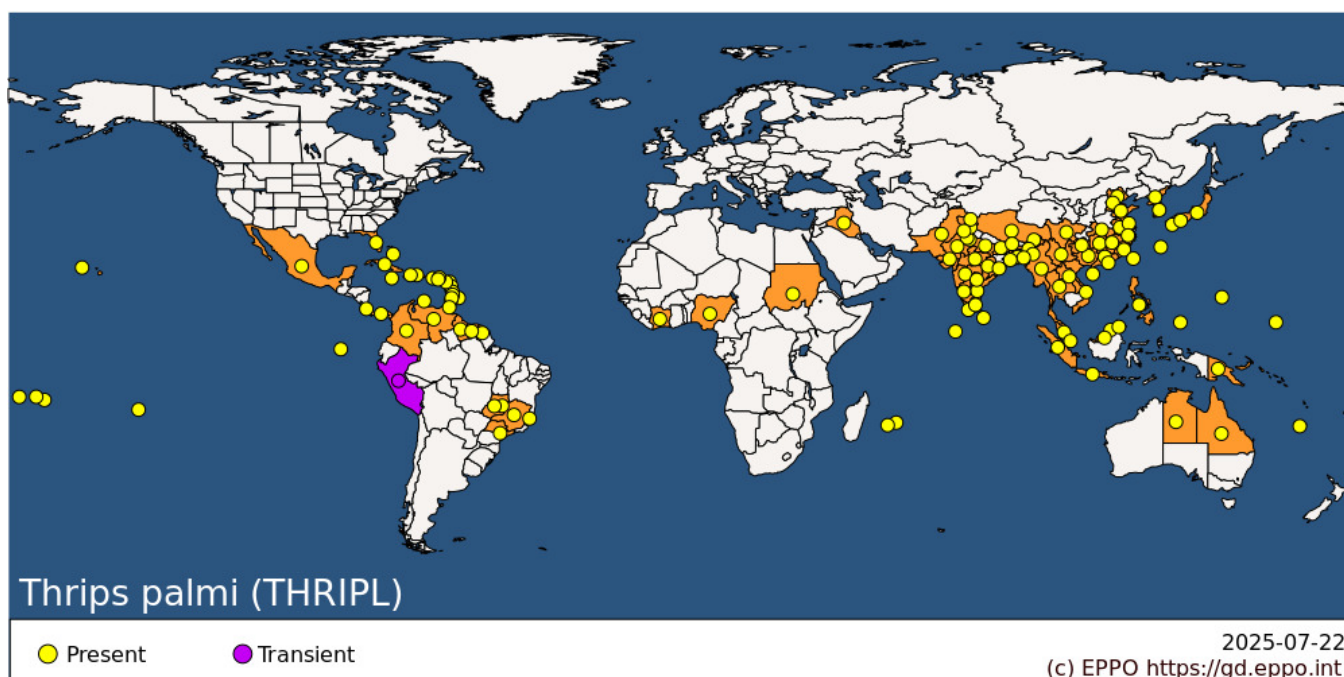 Thrips palmi (THRIPL)
Present
Transient
2025-07-22
(c) EPPO https://gd.eppo.int